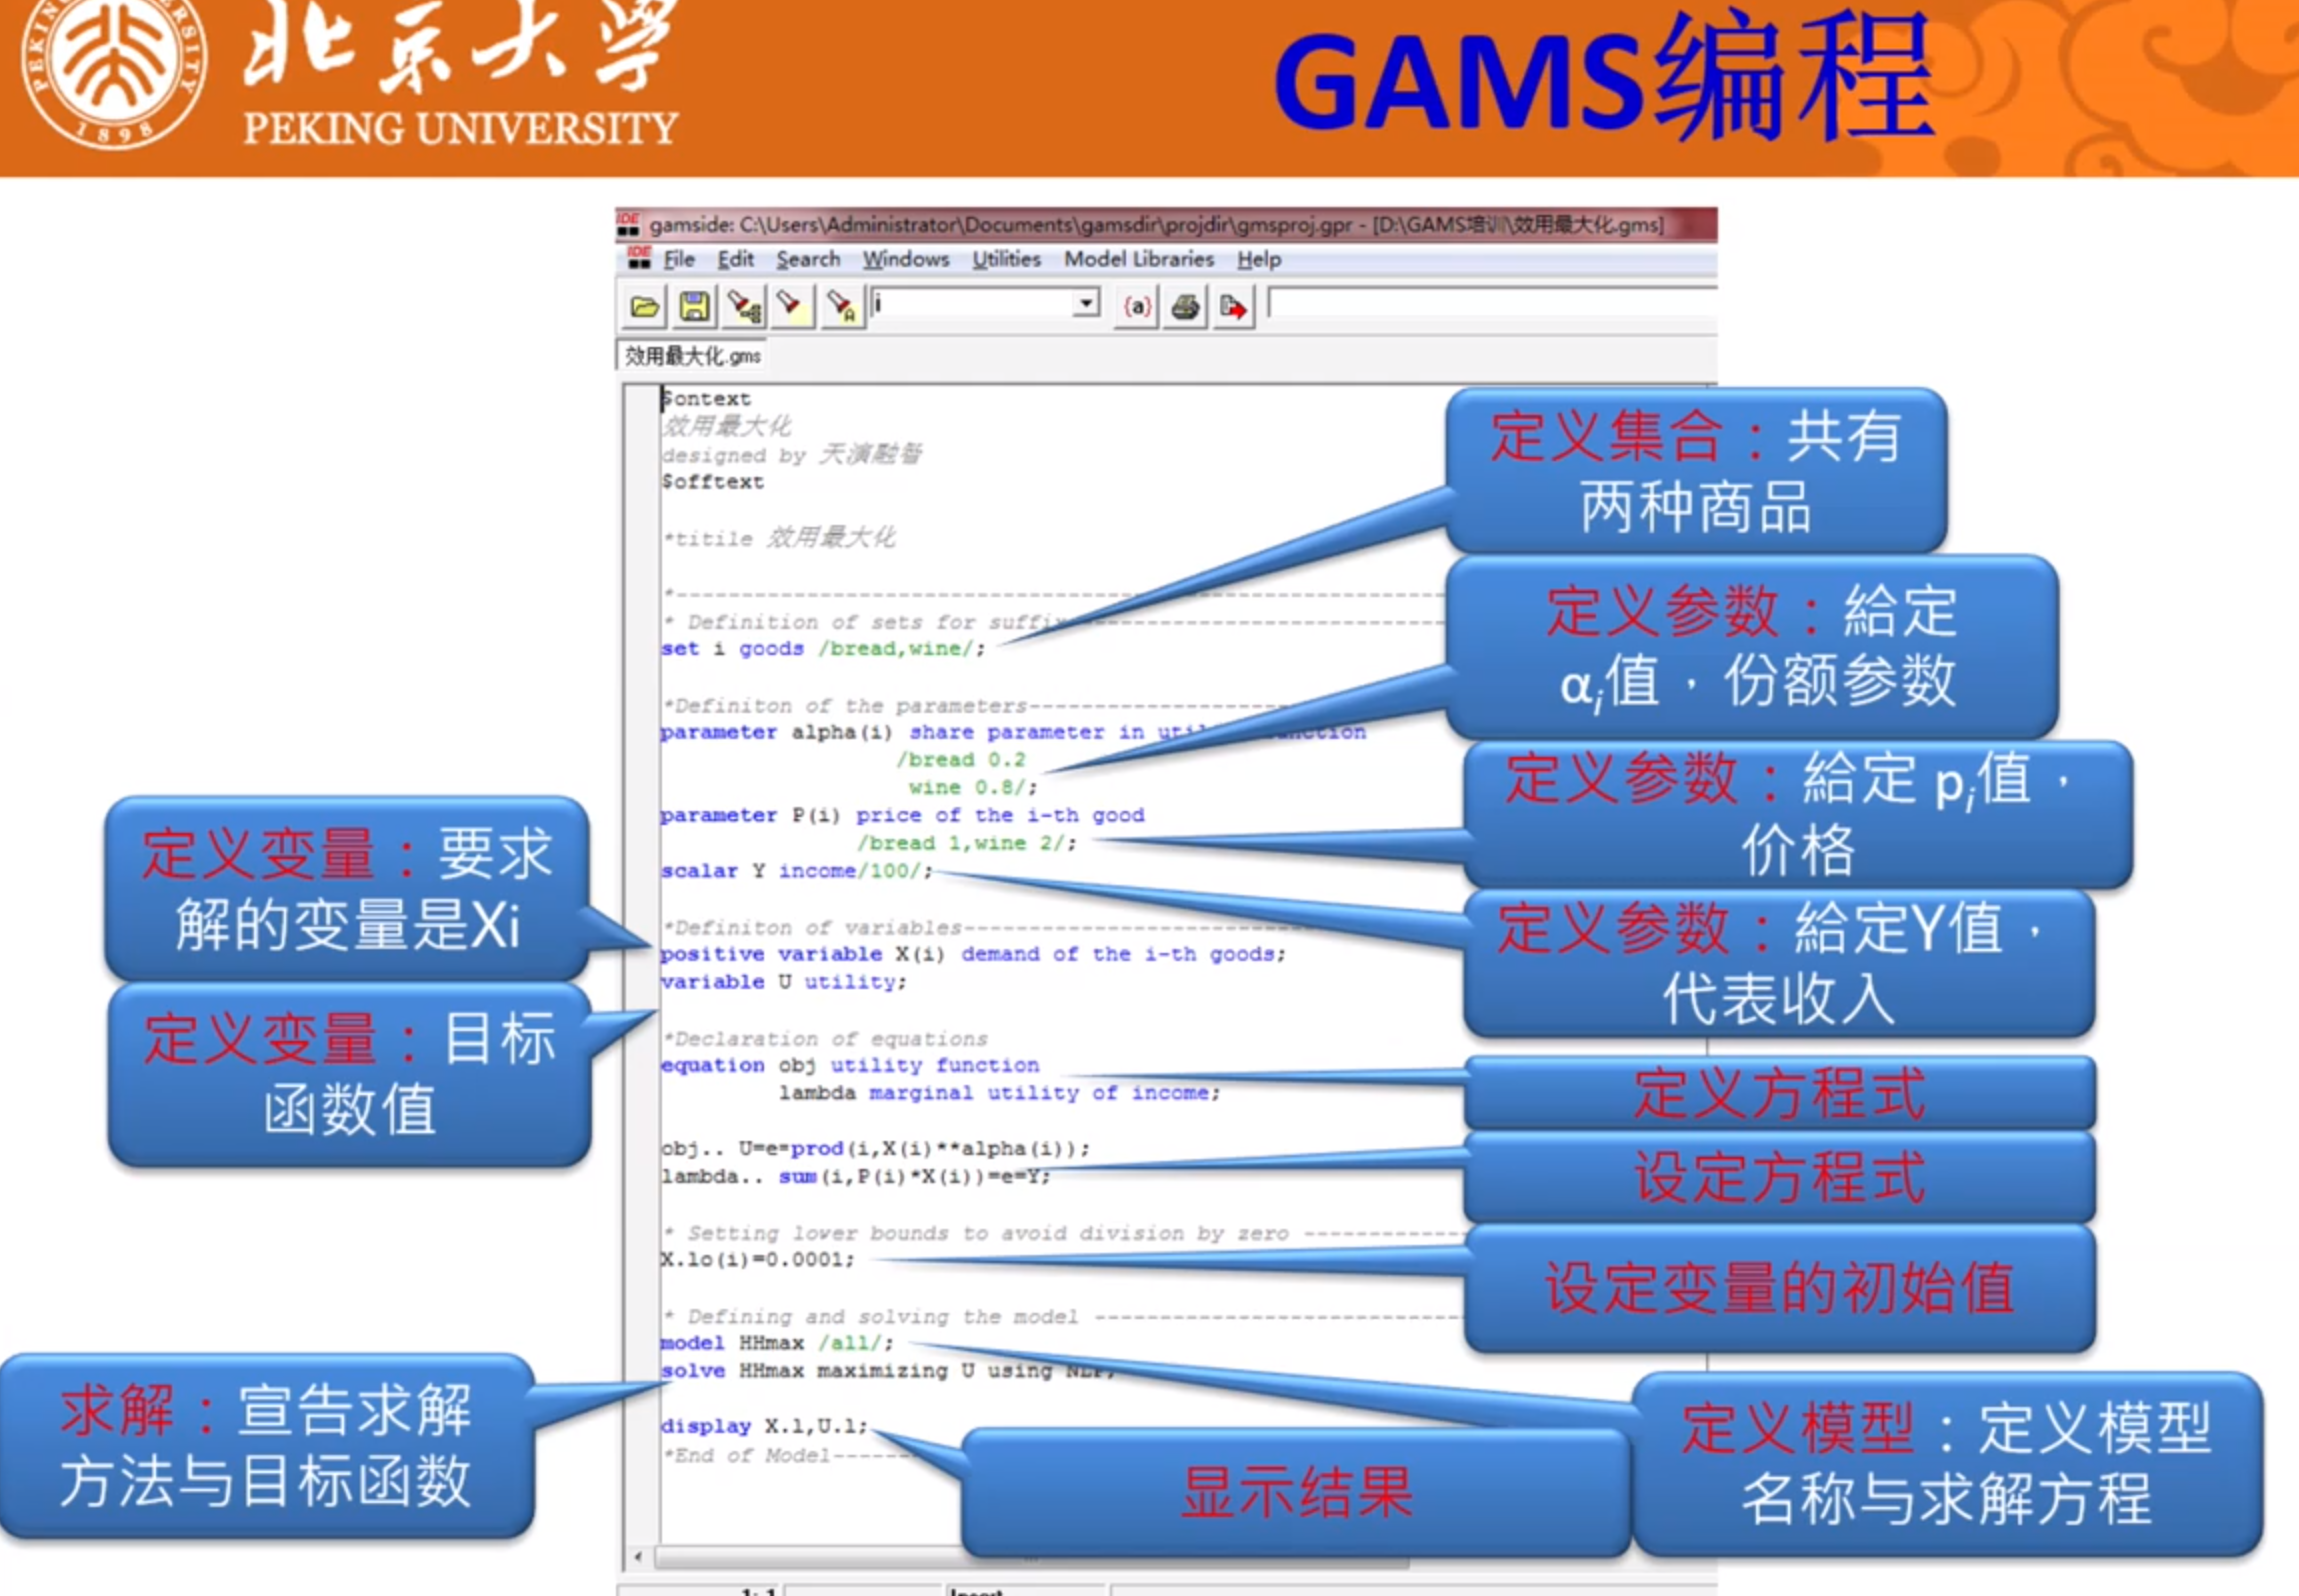 PEKING UNIVERSITY
1898
北京大学
PEKING UNIVERSITY
GAMS编程
gamside: C:\Users\Administrator\Documents\gamsdir\projdir\gmsproj.gpr - [D:\GAMS培训\效用最大化.gms]
File Edit Search Windows Utilities Model Libraries Help
i
{a}
效用最大化.gms
$ontext
效用最大化
designed by 天演融智
$offtext
*titile 效用最大化
*--------------------------------------------------------
* Definition of sets for suffix--------------------------
set i goods /bread,wine/;
*Definiton of the parameters--------------------
parameter alpha(i) share parameter in
/bread 0.2
wine 0.8/;
parameter P(i) price of the i-th good
/bread 1,wine 2/;
scalar Y income/100/;
*Definiton of variables---------------------------
positive variable X(i) demand of the i-th goods;
variable U utility;
*Declaration of equations
equation obj utility function
lambda marginal utility of income;
obj.. U=e=prod(i,X(i)**alpha(i));
lambda.. sum(i,P(i)*X(i))=e=Y;
* Setting lower bounds to avoid division by zero ------------
X.lo(i)=0.0001;
* Defining and solving the model ----------------------------
model HHmax /all/;
solve HHmax maximizing U using
display X.l,U.l;
*End of Model-------
1: 1
Insert
定义集合：共有
两种商品
定义参数：給定
αi值，份额参数
定义参数：給定 pi值，
价格
定义参数：給定Y值，
代表收入
定义方程式
设定方程式
设定变量的初始值
定义模型：定义模型
名称与求解方程
显示结果
定义变量：要求
解的变量是Xi
定义变量：目标
函数值
求解：宣告求解
方法与目标函数